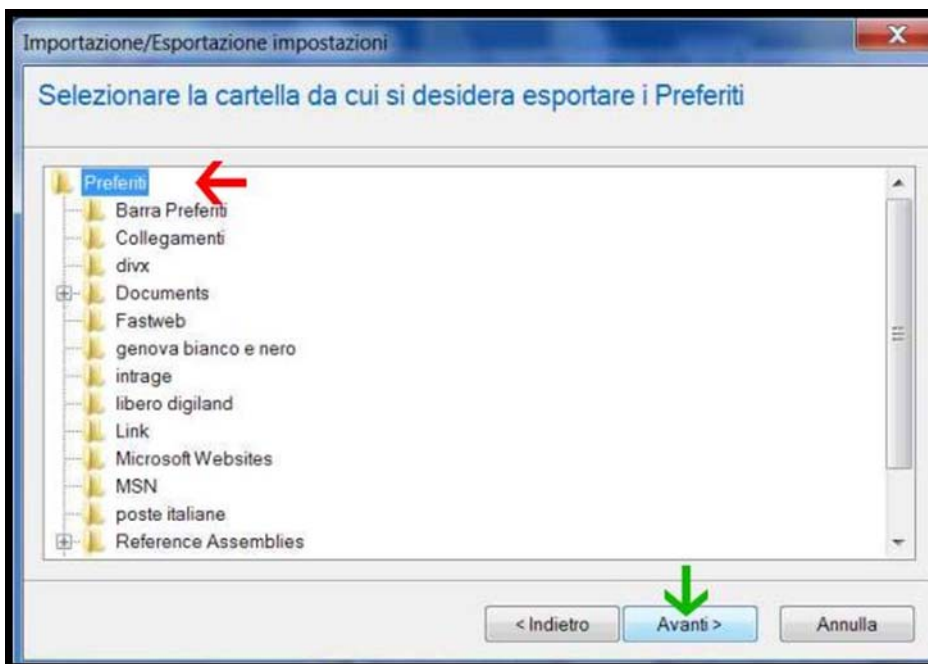 Importazione/Esportazione impostazioni
Selezionare la cartella da cui si desidera esportare i Preferiti
Preferiti
Barra Preferiti
Collegamenti
divx
Documents
Fastweb
genova bianco e nero
intrage
libero digiland
Link
Microsoft Websites
MSN
poste italiane
Reference Assemblies
< Indietro Avanti > Annulla